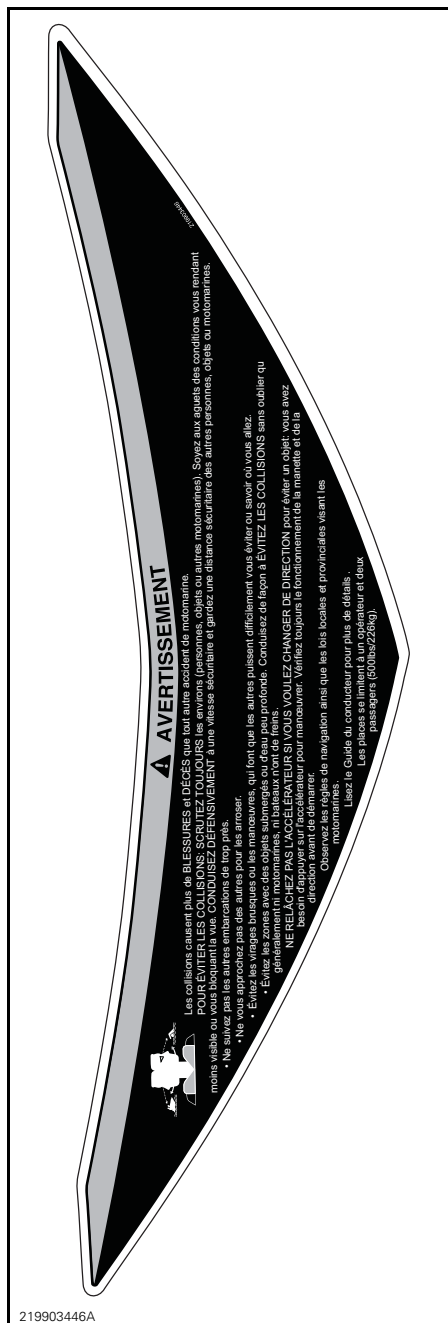 AVERTISSEMENT
Les collisions causent plus de BLESSURES et DÉCÈS que tout autre accident de motomarine.
POUR ÉVITER LES COLLISIONS: SCRUTEZ TOUJOURS les environs (personnes, objets ou autres motomarines). Soyez aux aguets des conditions vous rendant
moins visible ou vous bloquant la vue. CONDUISEZ DÉFENSIVEMENT à une vitesse sécuritaire et gardez une distance sécuritaire des autres personnes, objets ou motomarines.
• Ne suivez pas les autres embarcations de trop près.
• Ne vous approchez pas des autres pour les arroser.
• Évitez les virages brusques ou les manœuvres, qui font que les autres puissent difficilement vous éviter ou savoir où vous allez.
• Évitez les zones avec des objets submergés ou d'eau peu profonde. Conduisez de façon à ÉVITEZ LES COLLISIONS sans oublier qu
généralement ni motomarines, ni bateaux n'ont de freins.
NE RELÂCHEZ PAS L'ACCÉLÉRATEUR SI VOUS VOULEZ CHANGER DE DIRECTION pour éviter un objet: vous avez
besoin d'appuyer sur l'accélérateur pour manœuvrer. Vérifiez toujours le fonctionnement de la manette et de la
direction avant de démarrer.
Observez les règles de navigation ainsi que les lois locales et provinciales visant les
motomarines.
Lisez le Guide du conducteur pour plus de détails .
Les places se limitent à un opérateur et deux
passagers (500lbs/226kg).
219903446
219903446A